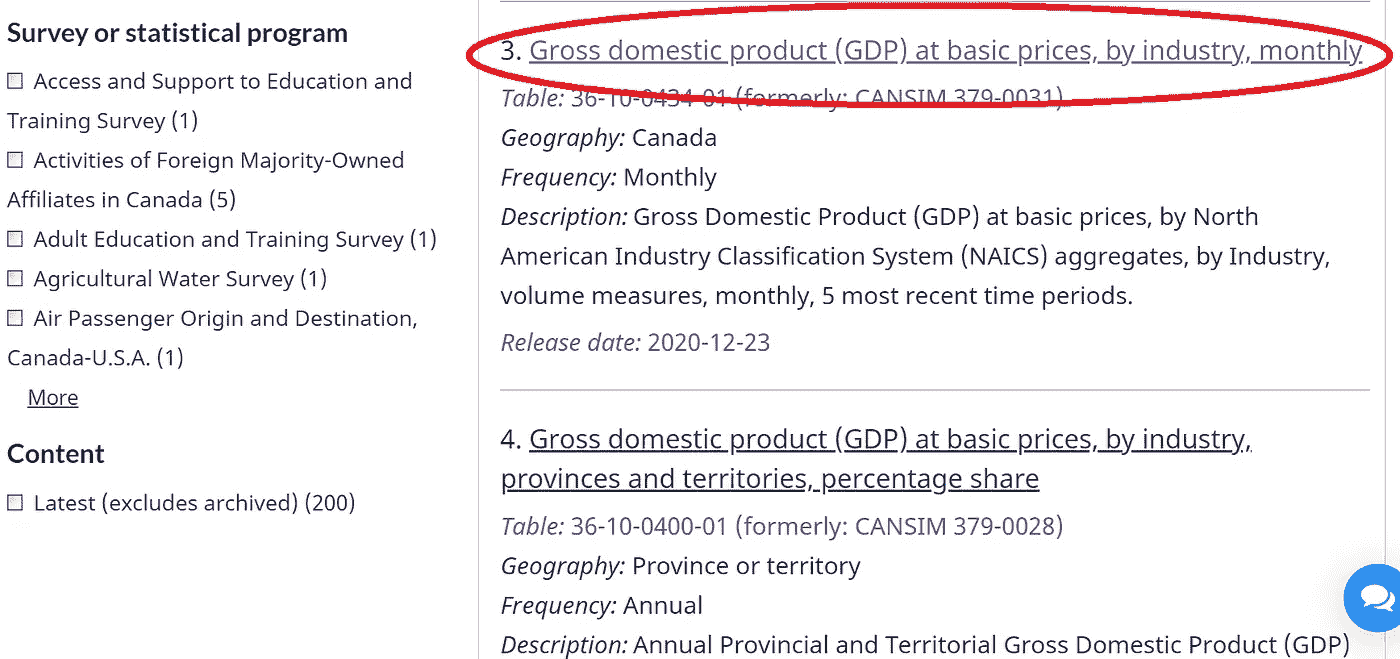 Survey or statistical program
Access and Support to Education and
Training Survey (1)
Activities of Foreign Majority-Owned
Affiliates in Canada (5)
Adult Education and Training Survey (1)
Agricultural Water Survey (1)
Air Passenger Origin and Destination,
Canada-U.S.A. (1)
More
Content
Latest (excludes archived) (200)
3. Gross domestic product (GDP) at basic prices, by industry, monthly
Table: 36-10-0434-01 (formerly: CANSIM 379-0031)
Geography: Canada
Frequency: Monthly
Description: Gross Domestic Product (GDP) at basic prices, by North
American Industry Classification System (NAICS) aggregates, by Industry,
volume measures, monthly, 5 most recent time periods.
Release date: 2020-12-23
4. Gross domestic product (GDP) at basic prices, by industry,
provinces and territories, percentage share
Table: 36-10-0400-01 (formerly: CANSIM 379-0028)
Geography: Province or territory
Frequency: Annual
Description: Annual Provincial and Territorial Gross Domestic Product (GDP)